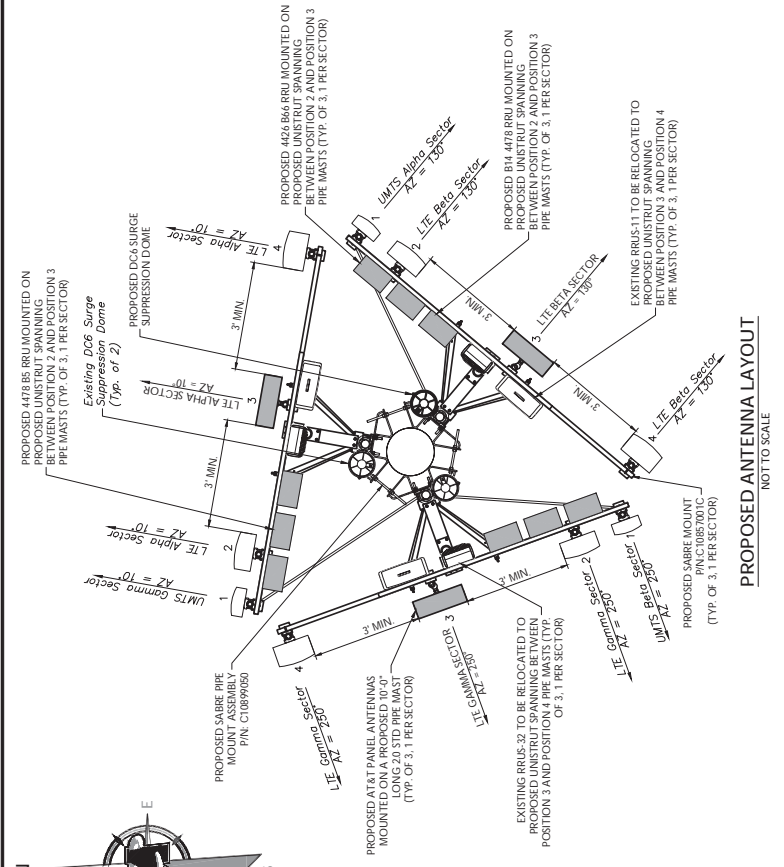 PROPOSED 4478 B5 RRU MOUNTED ON
PROPOSED UNISTRUT SPANNING
BETWEEN POSITION 2 AND POSITION 3
PIPE MASTS (TYP. OF 3, 1 PER SECTOR)
Existing DC6 Surge
Suppression Dome
(Typ. of 2)
PROPOSED DC6 SURGE
SUPPRESSION DOME
PROPOSED 4426 B66 RRU MOUNTED ON
PROPOSED UNISTRUT SPANNING
BETWEEN POSITION 2 AND POSITION 3
PIPE MASTS (TYP. OF 3, 1 PER SECTOR)
UMTS Gamma Sector
AZ = 10°
1
LTE Alpha Sector
AZ = 10°
2
LTE ALPHA SECTOR
AZ = 10°
3
LTE Alpha Sector
AZ = 10°
4
3' MIN.
3' MIN.
UMTS Alpha Sector
AZ = 130°
1
LTE Beta Sector
AZ = 130°
2
PROPOSED B14 4478 RRU MOUNTED ON
PROPOSED UNISTRUT SPANNING
BETWEEN POSITION 2 AND POSITION 3
PIPE MASTS (TYP. OF 3, 1 PER SECTOR)
3' MIN.
3
LTE BETA SECTOR
AZ = 130°
3' MIN.
EXISTING RRUS-11 TO BE RELOCATED TO
PROPOSED UNISTRUT SPANNING
BETWEEN POSITION 3 AND POSITION 4
PIPE MASTS (TYP. OF 3, 1 PER SECTOR)
4
LTE Beta Sector
AZ = 130°
PROPOSED SABRE MOUNT
P/N:C10857001C
(TYP. OF 3, 1 PER SECTOR)
UMTS Beta Sector 1
AZ = 250°
LTE Gamma Sector 2
AZ = 250°
3' MIN.
3' MIN.
LTE GAMMA SECTOR 3
AZ = 250°
LTE Gamma Sector 4
AZ = 250°
PROPOSED SABRE PIPE
MOUNT ASSEMBLY
P/N: C10899050
PROPOSED AT&T PANEL ANTENNAS
MOUNTED ON A PROPOSED 10'-0"
LONG 2.0 STD PIPE MAST
(TYP. OF 3, 1 PER SECTOR)
EXISTING RRUS-32 TO BE RELOCATED TO
PROPOSED UNISTRUT SPANNING BETWEEN
POSITION 3 AND POSITION 4 PIPE MASTS (TYP.
OF 3, 1 PER SECTOR)
E
PROPOSED ANTENNA LAYOUT
NOT TO SCALE